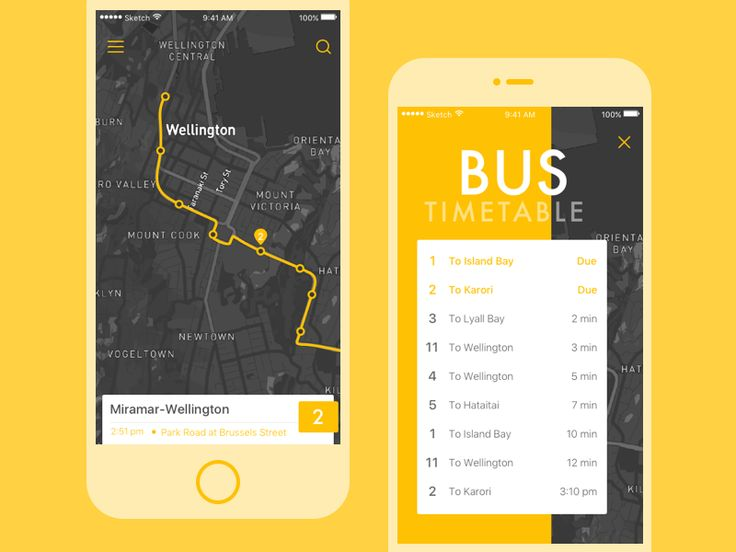 Sketch 9:41 AM 100%
WELLINGTON
CENTRAL
BURN
Wellington
ORIENTA
BAY
Taranaki St
Tory St
RO VALLEY
MOUNT
VICTORIA
MOUNT COOK
2
HAT
KLYN
NEWTOWN
VOGELTOWN
KIL
Miramar-Wellington
2
2:51 pm Park Road at Brussels Street
Sketch 9:41 AM 100%
BUS
TIMETABLE
ORIENTAL
BAY
1 To Island Bay Due
2 To Karori Due
3 To Lyall Bay 2 min
11 To Wellington 3 min
4 To Wellington 5 min
5 To Hataitai 7 min
1 To Island Bay 10 min
11 To Wellington 12 min
2 To Karori 3:10 pm
HAT
KIL